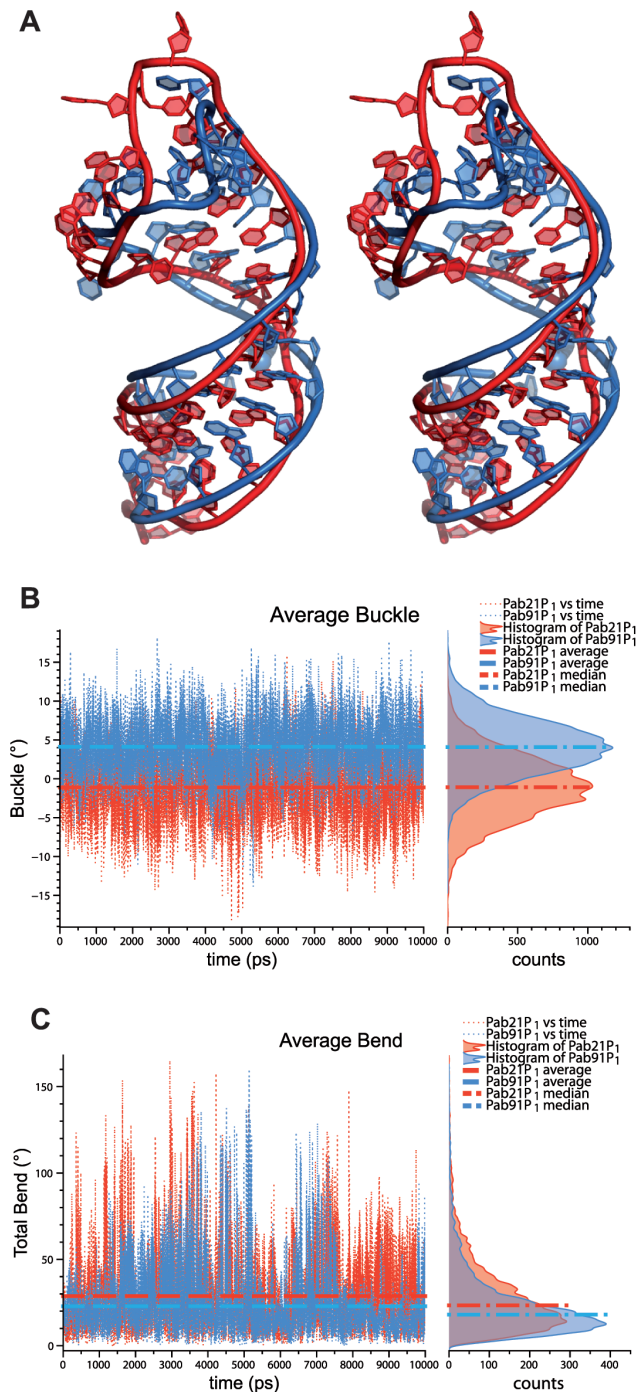 A
B
Average Buckle
Pab21P1 vs time
Pab91P1 vs time
Histogram of Pab21P1
Histogram of Pab91P1
Pab21P1 average
Pab91P1 average
Pab21P1 median
Pab91P1 median
Buckle (°)
15
10
5
0
−5
−10
−15
0 1000 2000 3000 4000 5000 6000 7000 8000 9000 10000
time (ps)
0 500 1000
counts
C
Average Bend
Pab21P1 vs time
Pab91P1 vs time
Histogram of Pab21P1
Histogram of Pab91P1
Pab21P1 average
Pab91P1 average
Pab21P1 median
Pab91P1 median
Total Bend (°)
150
100
50
0
0 1000 2000 3000 4000 5000 6000 7000 8000 9000 10000
time (ps)
0 100 200 300 400
counts